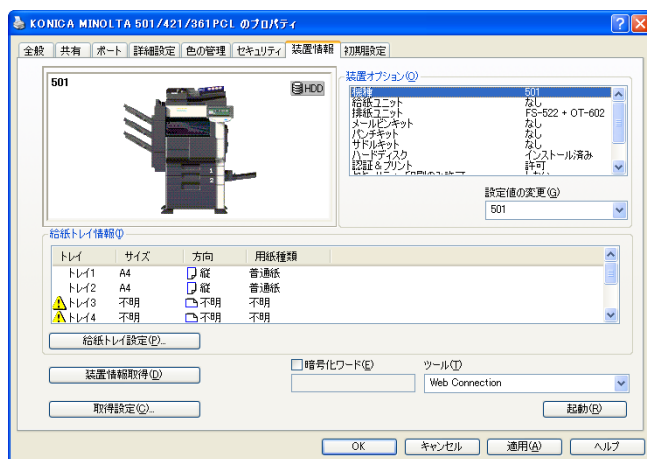 KONICA MINOLTA 501/421/361PCL のプロパティ
全般 共有 ポート 詳細設定 色の管理 セキュリティ 装置情報 初期設定
501
HDD
装置オプション(O)
機種 501
給紙ユニット なし
排紙ユニット FS-522 + OT-602
メールビンキット なし
パンチキット なし
サドルキット なし
ハードディスク インストール済み
認証＆プリント 許可
設定値の変更(G)
501
給紙トレイ情報(I)
トレイ サイズ 方向 用紙種類
トレイ1 A4 縦 普通紙
トレイ2 A4 縦 普通紙
トレイ3 不明 不明 不明
トレイ4 不明 不明 不明
給紙トレイ設定(P)...
装置情報取得(D)
暗号化ワード(E)
ツール(T)
Web Connection
取得設定(C)...
起動(R)
OK キャンセル 適用(A) ヘルプ